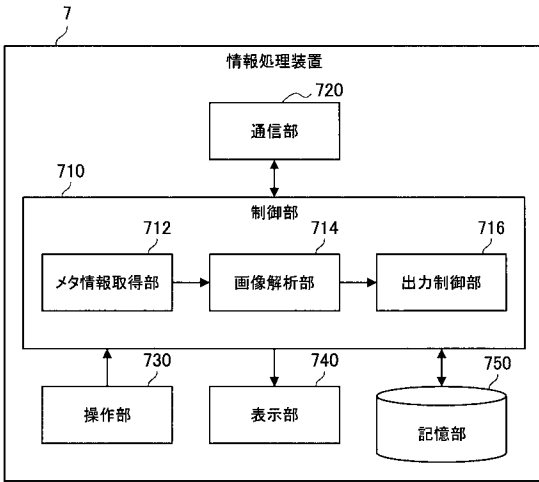 7
情報処理装置
720
通信部
710
制御部
712
714
716
メタ情報取得部
画像解析部
出力制御部
730
740
750
操作部
表示部
記憶部